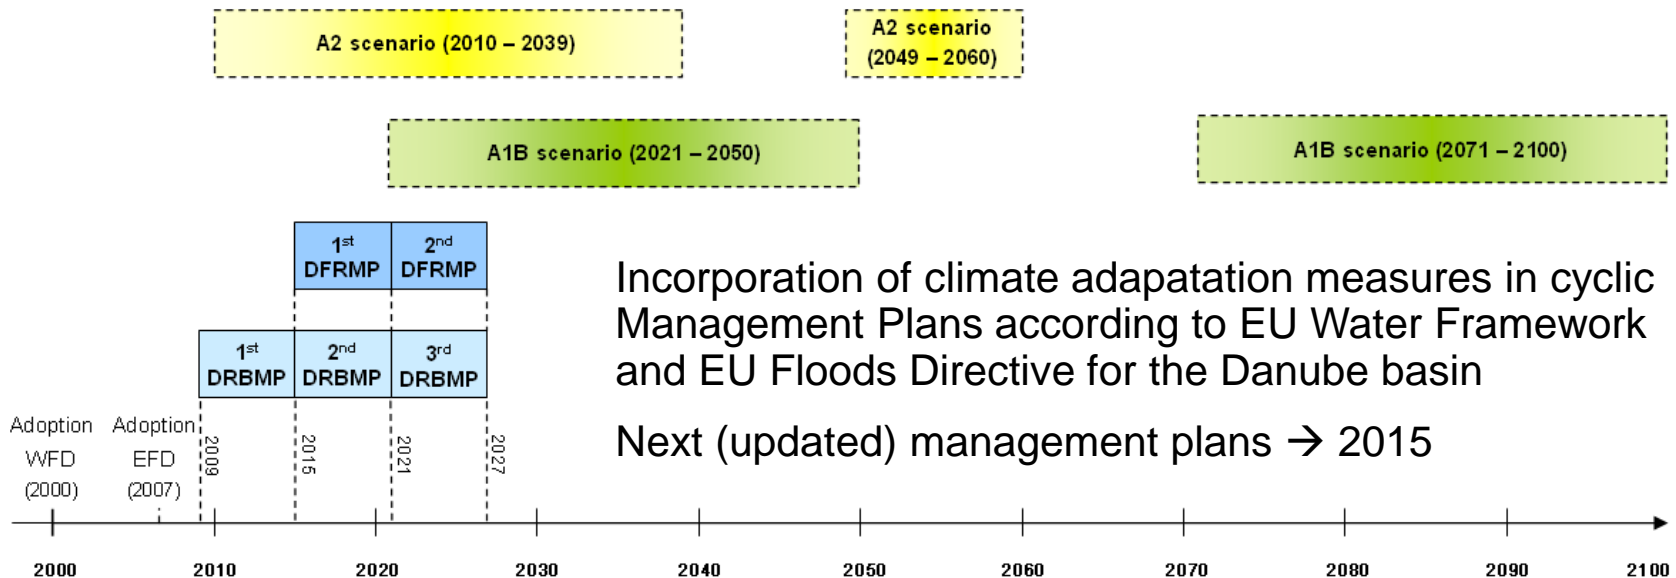 A2 scenario (2010 – 2039)
A2 scenario
(2049 – 2060)
A1B scenario (2021 – 2050)
A1B scenario (2071 – 2100)
1st
DFRMP
2nd
DFRMP
1st
DRBMP
2nd
DRBMP
3rd
DRBMP
Incorporation of climate adapatation measures in cyclic
Management Plans according to EU Water Framework
and EU Floods Directive for the Danube basin
Next (updated) management plans → 2015
Adoption
WFD
(2000)
Adoption
EFD
(2007)
2009
2015
2021
2027
2000 2010 2020 2030 2040 2050 2060 2070 2080 2090 2100